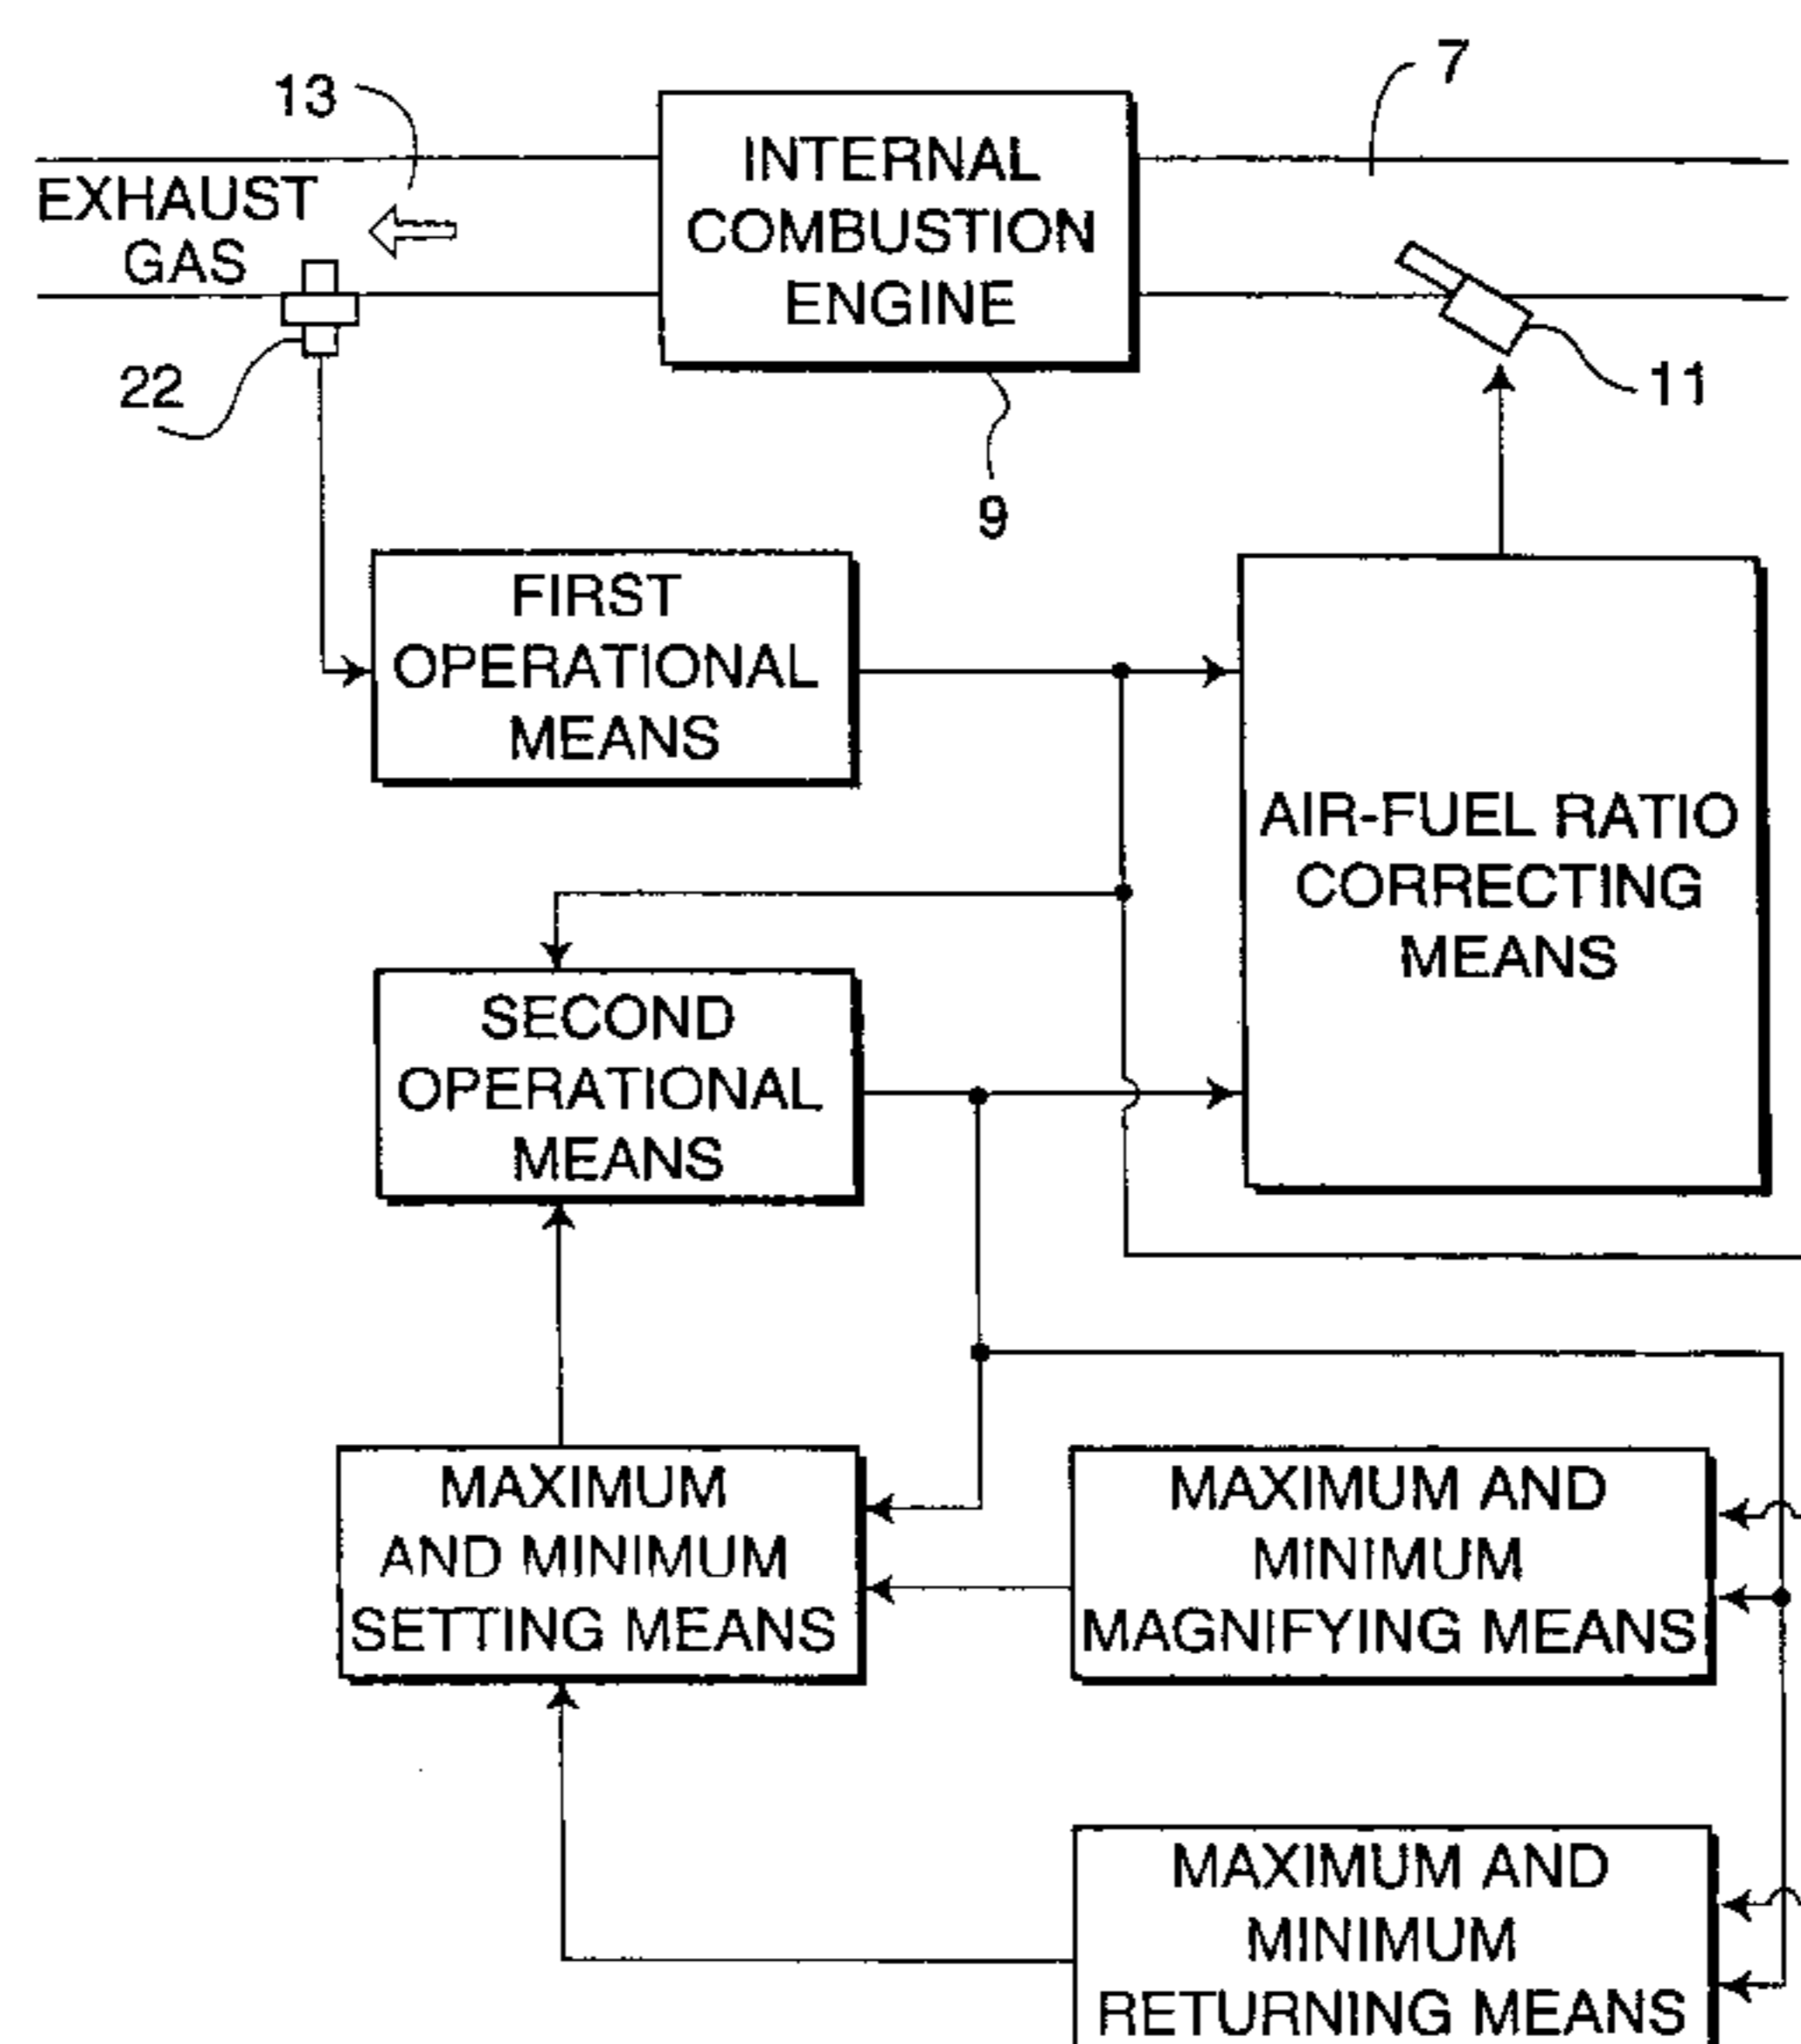 7
13
INTERNAL
COMBUSTION
ENGINE
EXHAUST
GAS
22
11
9
FIRST
OPERATIONAL
MEANS
AIR-FUEL RATIO
CORRECTING
MEANS
SECOND
OPERATIONAL
MEANS
MAXIMUM
AND MINIMUM
SETTING MEANS
MAXIMUM AND
MINIMUM
MAGNIFYING MEANS
MAXIMUM AND
MINIMUM
RETURNING MEANS